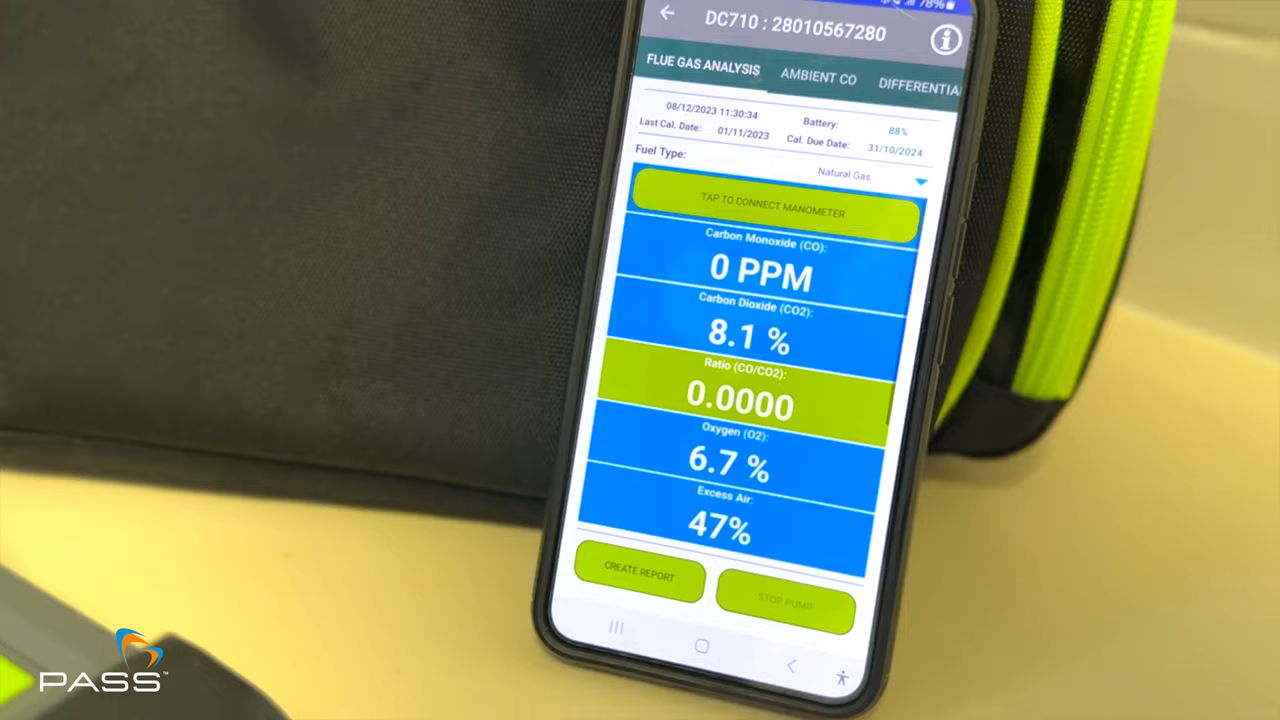 78%
DC710 : 28010567280
FLUE GAS ANALYSIS AMBIENT CO DIFFERENTIA
08/12/2023 11:30:34 Battery: 88%
Last Cal. Date: 01/11/2023 Cal. Due Date: 31/10/2024
Fuel Type: Natural Gas
TAP TO CONNECT MANOMETER
Carbon Monoxide (CO):
0 PPM
Carbon Dioxide (CO2):
8.1 %
Ratio (CO/CO2):
0.0000
Oxygen (O2):
6.7 %
Excess Air:
47%
CREATE REPORT STOP PUMP
PASS™